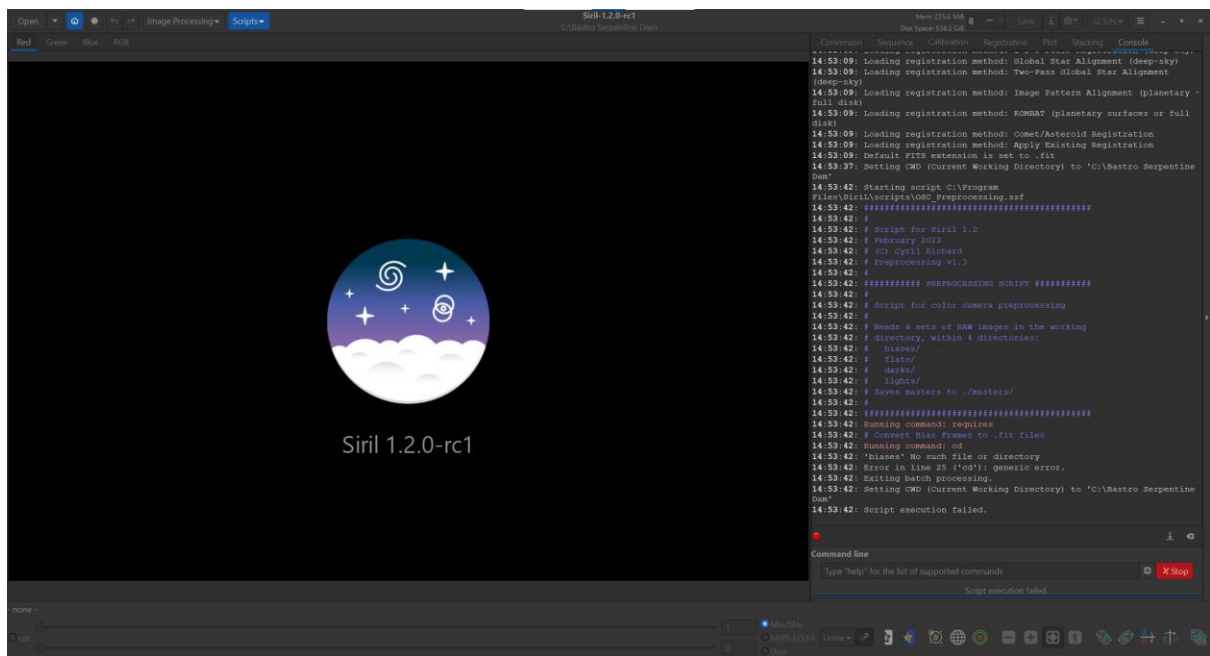 Open
Image Processing
Scripts
Siril-1.2.0-rc1
C:\Bastro Serpentine Dam
Mem 225.6 MiB
Disk Space: 536.2 GiB
8
Save
32 bits
Red Green Blue RGB
Conversion Sequence Calibration Registration Plot Stacking Console
14:53:09: Loading registration method: Global Star Alignment (deep-sky)
14:53:09: Loading registration method: Two-Pass Global Star Alignment
(deep-sky)
14:53:09: Loading registration method: Image Pattern Alignment (planetary -
full disk)
14:53:09: Loading registration method: KOMBAT (planetary surfaces or full
disk)
14:53:09: Loading registration method: Comet/Asteroid Registration
14:53:09: Loading registration method: Apply Existing Registration
14:53:09: Default FITS extension is set to .fit
14:53:37: Setting CWD (Current Working Directory) to 'C:\Bastro Serpentine
Dam'
14:53:42: Starting script C:\Program
Files\SiriL\scripts\OSC_Preprocessing.ssf
14:53:42: ############################################
14:53:42: #
14:53:42: # Script for Siril 1.2
14:53:42: # February 2023
14:53:42: # (C) Cyril Richard
14:53:42: # Preprocessing v1.3
14:53:42: #
14:53:42: ########### PREPROCESSING SCRIPT ###########
14:53:42: #
14:53:42: # Script for color camera preprocessing
14:53:42: #
14:53:42: # Needs 4 sets of RAW images in the working
14:53:42: # directory, within 4 directories:
14:53:42: #   biases/
14:53:42: #   flats/
14:53:42: #   darks/
14:53:42: #   lights/
14:53:42: # Saves masters to ./masters/
14:53:42: #
14:53:42: ############################################
14:53:42: Running command: requires
14:53:42: # Convert Bias Frames to .fit files
14:53:42: Running command: cd
14:53:42: 'biases' No such file or directory
14:53:42: Error in line 25 ('cd'): generic error.
14:53:42: Exiting batch processing.
14:53:42: Setting CWD (Current Working Directory) to 'C:\Bastro Serpentine
Dam'
14:53:42: Script execution failed.
Siril 1.2.0-rc1
Command line
Type "help" for the list of supported commands
Stop
Script execution failed.
- none -
cut
Min/Max
User
Linear